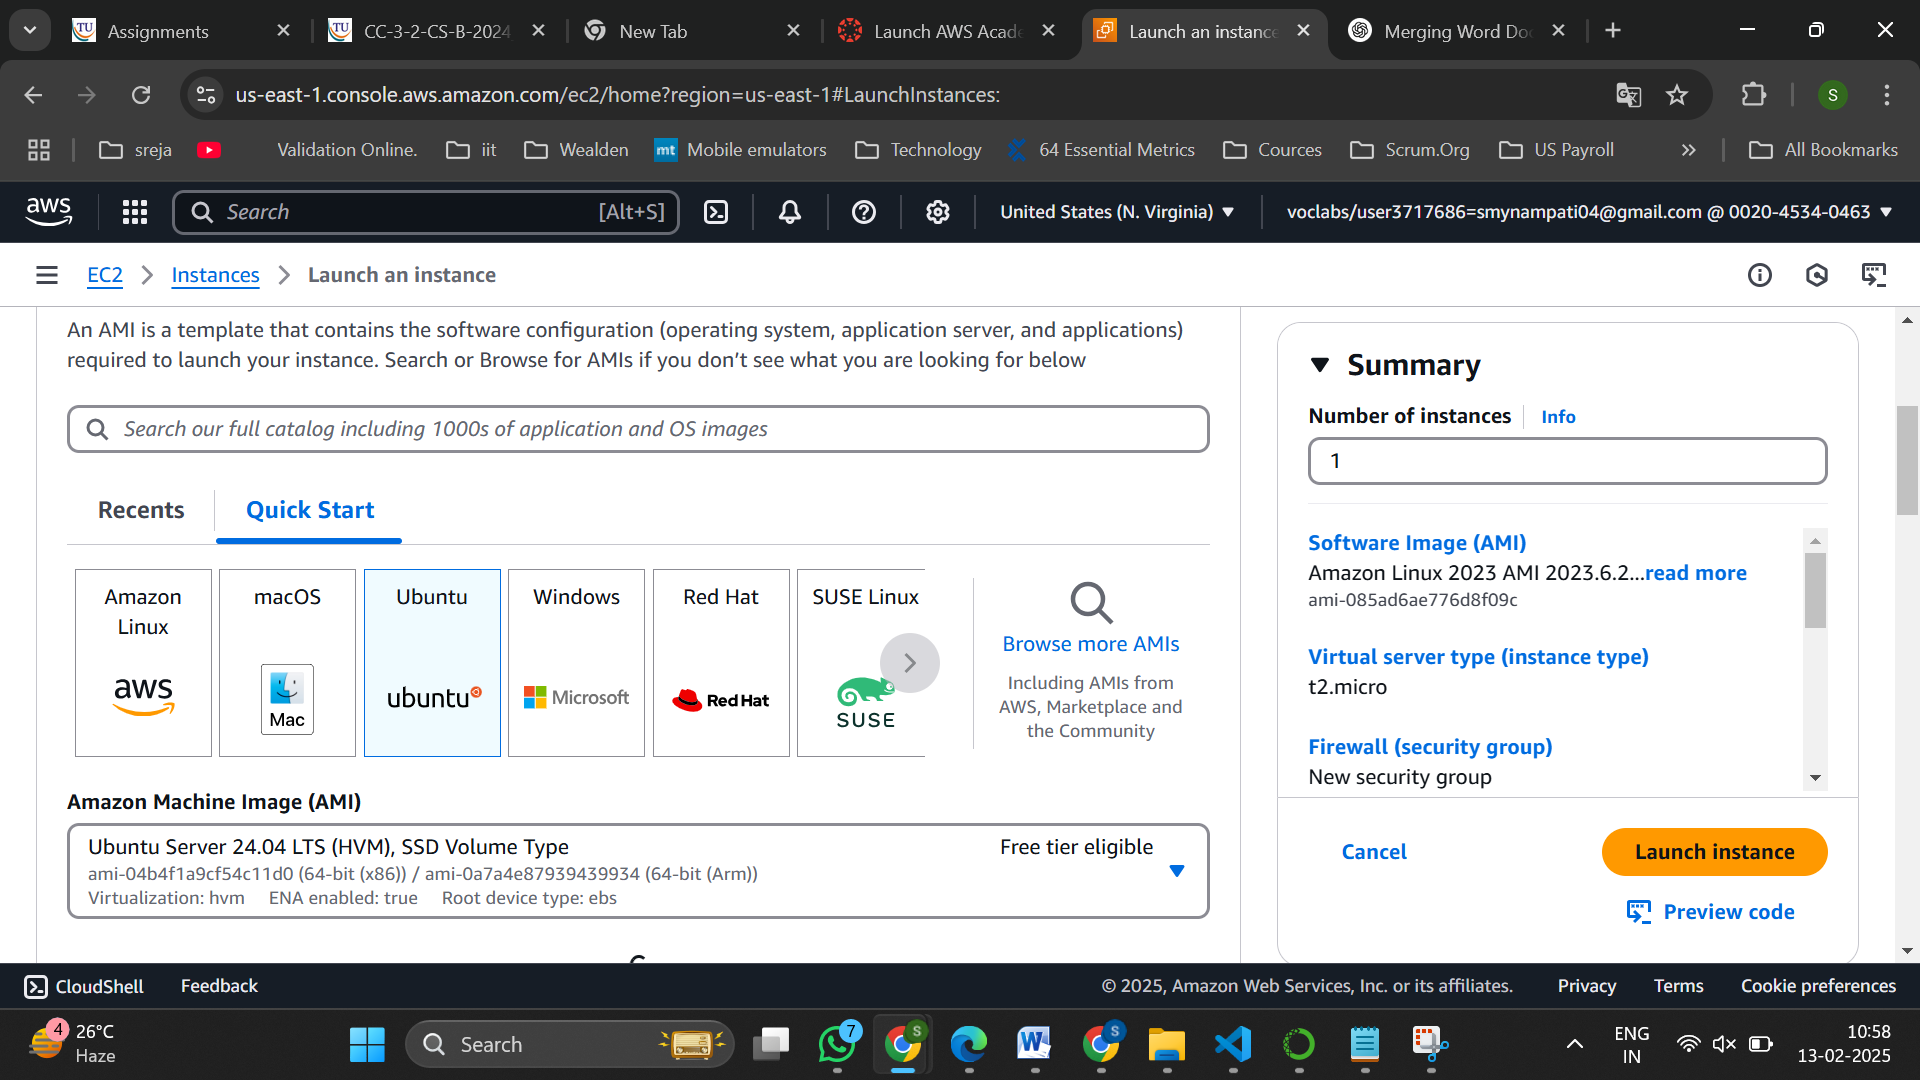 Assignments
CC-3-2-CS-B-2024
New Tab
Launch AWS Acade
Launch an instance
Merging Word Do
us-east-1.console.aws.amazon.com/ec2/home?region=us-east-1#LaunchInstances:
S
sreja
Validation Online.
iit
Wealden
mt Mobile emulators
Technology
64 Essential Metrics
Cources
Scrum.Org
US Payroll
All Bookmarks
aws
Search
[Alt+S]
United States (N. Virginia)
voclabs/user3717686=smynampati04@gmail.com @ 0020-4534-0463
EC2
Instances
Launch an instance
An AMI is a template that contains the software configuration (operating system, application server, and applications)
required to launch your instance. Search or Browse for AMIs if you don’t see what you are looking for below
Search our full catalog including 1000s of application and OS images
Recents
Quick Start
Amazon
Linux
aws
macOS
Mac
Ubuntu
ubuntu
Windows
Microsoft
Red Hat
Red Hat
SUSE Linux
SUSE
Browse more AMIs
Including AMIs from
AWS, Marketplace and
the Community
Amazon Machine Image (AMI)
Ubuntu Server 24.04 LTS (HVM), SSD Volume Type
Free tier eligible
ami-04b4f1a9cf54c11d0 (64-bit (x86)) / ami-0a7a4e87939439934 (64-bit (Arm))
Virtualization: hvm ENA enabled: true Root device type: ebs
Summary
Number of instances
Info
1
Software Image (AMI)
Amazon Linux 2023 AMI 2023.6.2...read more
ami-085ad6ae776d8f09c
Virtual server type (instance type)
t2.micro
Firewall (security group)
New security group
Cancel
Launch instance
Preview code
CloudShell
Feedback
© 2025, Amazon Web Services, Inc. or its affiliates.
Privacy
Terms
Cookie preferences
4
26°C
Haze
Search
7
S
S
ENG
IN
10:58
13-02-2025